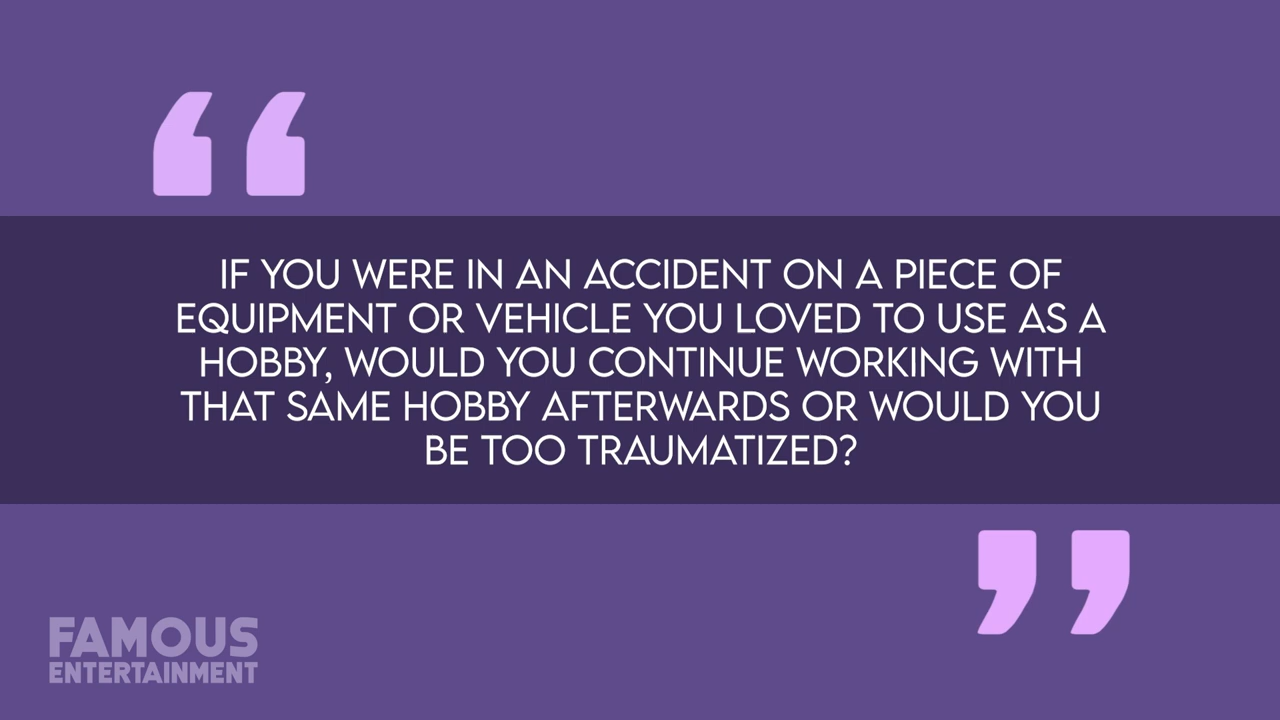 “
IF YOU WERE IN AN ACCIDENT ON A PIECE OF
EQUIPMENT OR VEHICLE YOU LOVED TO USE AS A
HOBBY, WOULD YOU CONTINUE WORKING WITH
THAT SAME HOBBY AFTERWARDS OR WOULD YOU
BE TOO TRAUMATIZED?
”
FAMOUS
ENTERTAINMENT